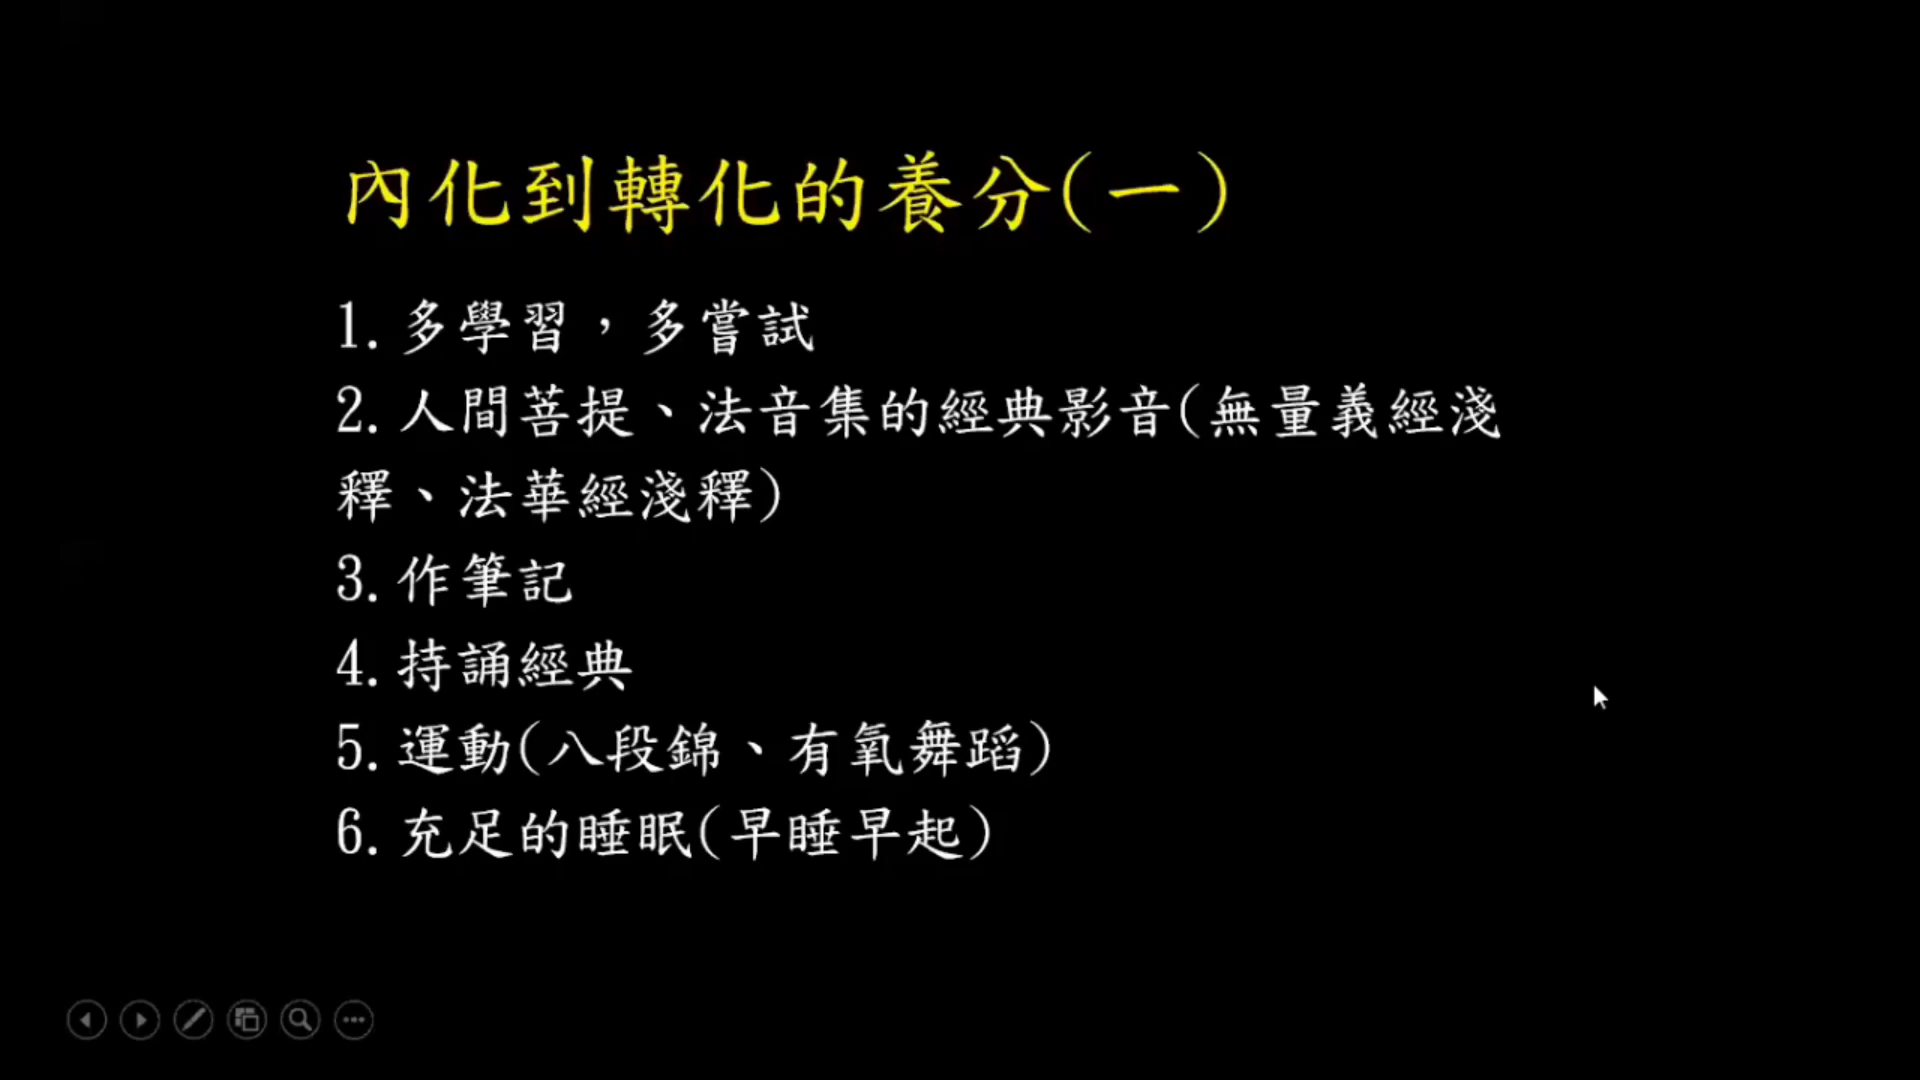 內化到轉化的養分(一)
1.多學習，多嘗試
2.人間菩提、法音集的經典影音(無量義經淺
釋、法華經淺釋)
3.作筆記
4.持誦經典
5.運動(八段錦、有氧舞蹈)
6.充足的睡眠(早睡早起)